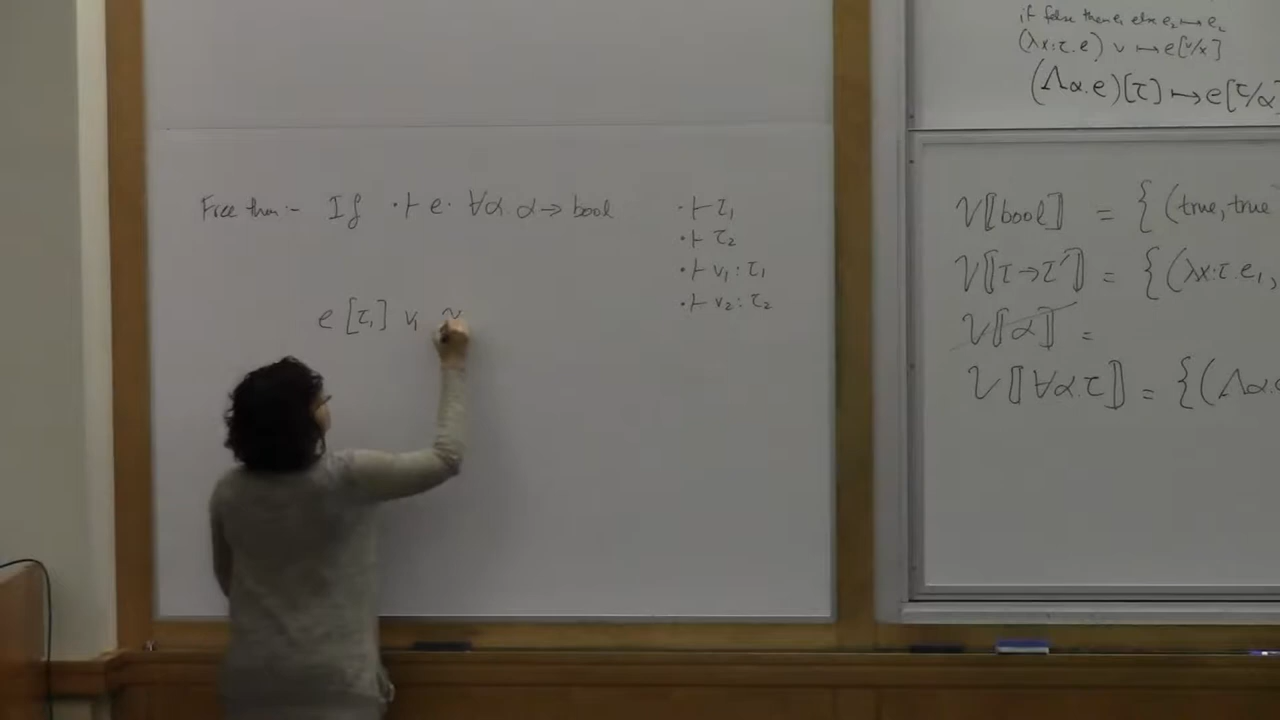 Free thm:- If ·⊢ e· ∀α.α→bool
·⊢ τ₁
·⊢ τ₂
·⊢ v₁:τ₁
·⊢ v₂:τ₂
e [τ₁] v₁ ~
if false then e₁ else e₂ ↦ e₂
(λx:τ.e) v ↦ e[v/x]
(Λα.e)[τ] ↦ e[τ/α]
V⟦bool⟧ = {(true, true
V⟦τ→τ'⟧ = {(λx:τ.e₁,
V⟦α⟧ =
V⟦∀α.τ⟧ = {(Λα.e